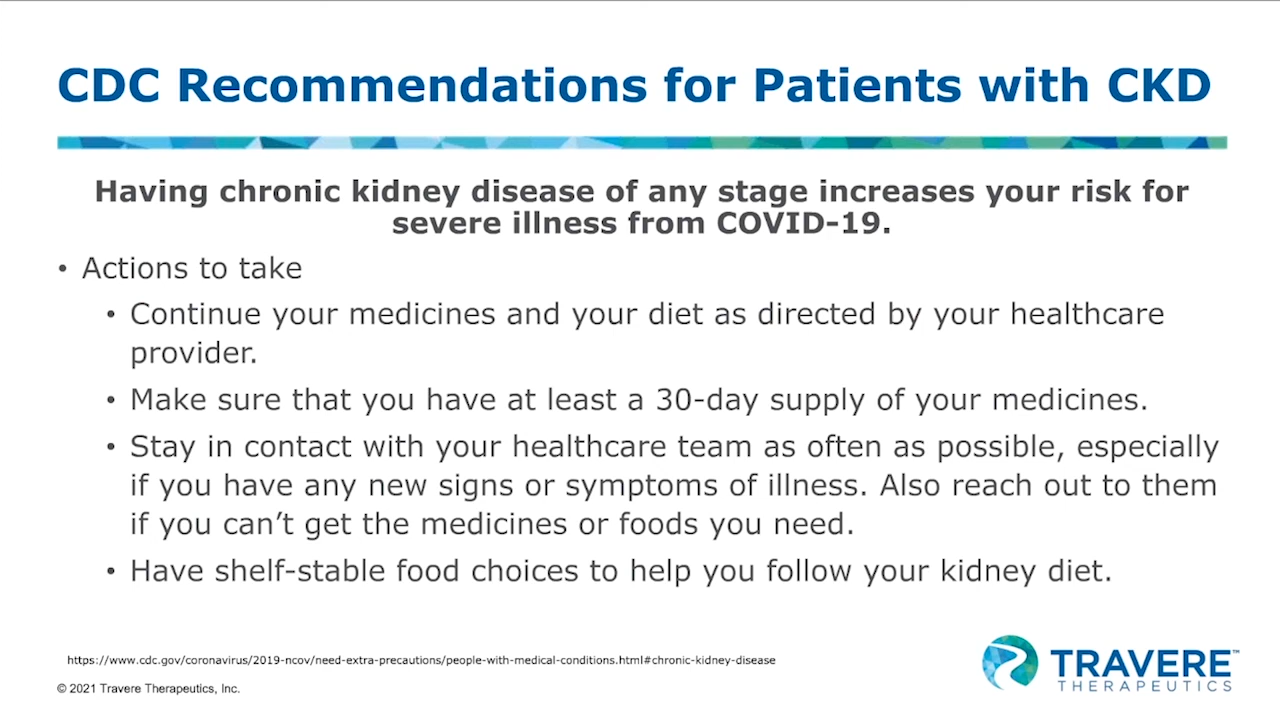 CDC Recommendations for Patients with CKD
Having chronic kidney disease of any stage increases your risk for
severe illness from COVID-19.
• Actions to take
• Continue your medicines and your diet as directed by your healthcare
provider.
• Make sure that you have at least a 30-day supply of your medicines.
• Stay in contact with your healthcare team as often as possible, especially
if you have any new signs or symptoms of illness. Also reach out to them
if you can’t get the medicines or foods you need.
• Have shelf-stable food choices to help you follow your kidney diet.
https://www.cdc.gov/coronavirus/2019-ncov/need-extra-precautions/people-with-medical-conditions.html#chronic-kidney-disease
© 2021 Travere Therapeutics, Inc.
TRAVERE™
THERAPEUTICS